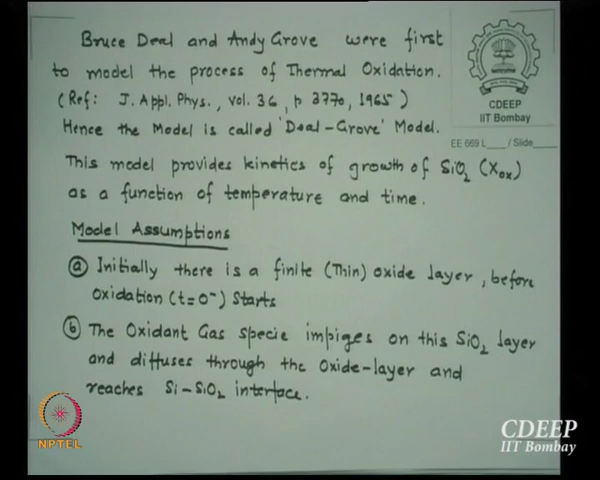 Bruce Deal and Andy Grove were first
to model the process of Thermal Oxidation.
(Ref: J. Appl. Phys., vol. 36, p 3770, 1965)
Hence the Model is called 'Deal-Grove' Model.
This model provides kinetics of growth of SiO₂ (Xox)
as a function of temperature and time.
Model Assumptions
ⓐ Initially there is a finite (Thin) oxide layer, before
oxidation (t=0⁻) Starts
ⓑ The Oxidant Gas specie impiges on this SiO₂ layer
and diffuses through the Oxide-layer and
reaches Si-SiO₂ interface.
CDEEP
IIT Bombay
EE 669 L___/Slide___
NPTEL
CDEEP
IIT Bombay